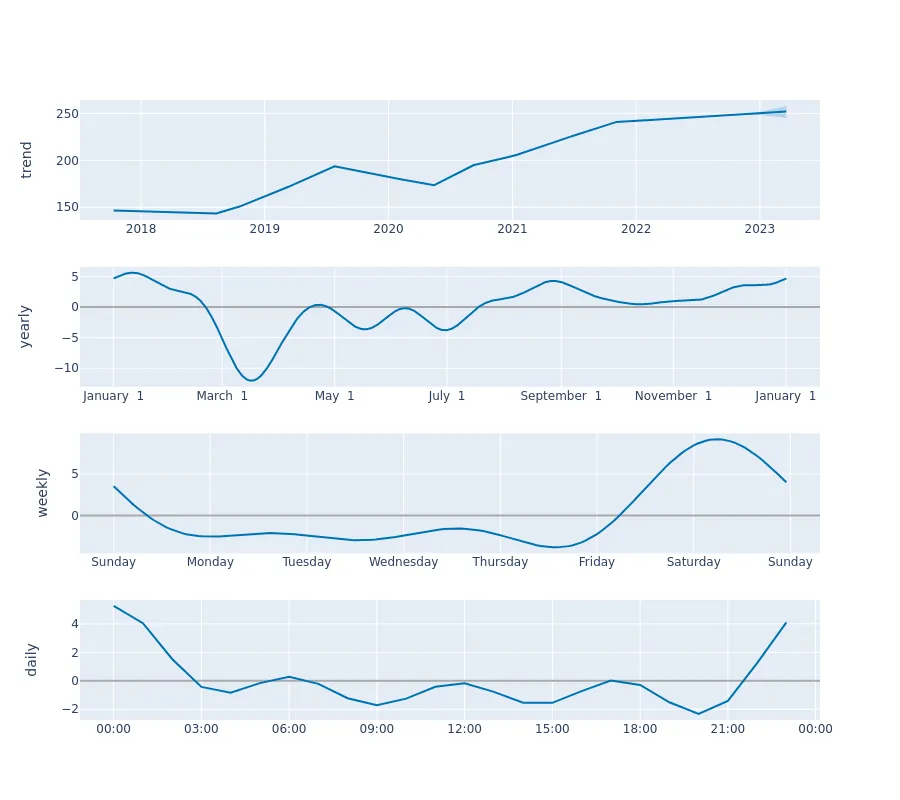 trend
250
200
150
2018 2019 2020 2021 2022 2023
yearly
5
0
−5
−10
January 1 March 1 May 1 July 1 September 1 November 1 January 1
weekly
5
0
Sunday Monday Tuesday Wednesday Thursday Friday Saturday Sunday
daily
4
2
0
−2
00:00 03:00 06:00 09:00 12:00 15:00 18:00 21:00 00:00